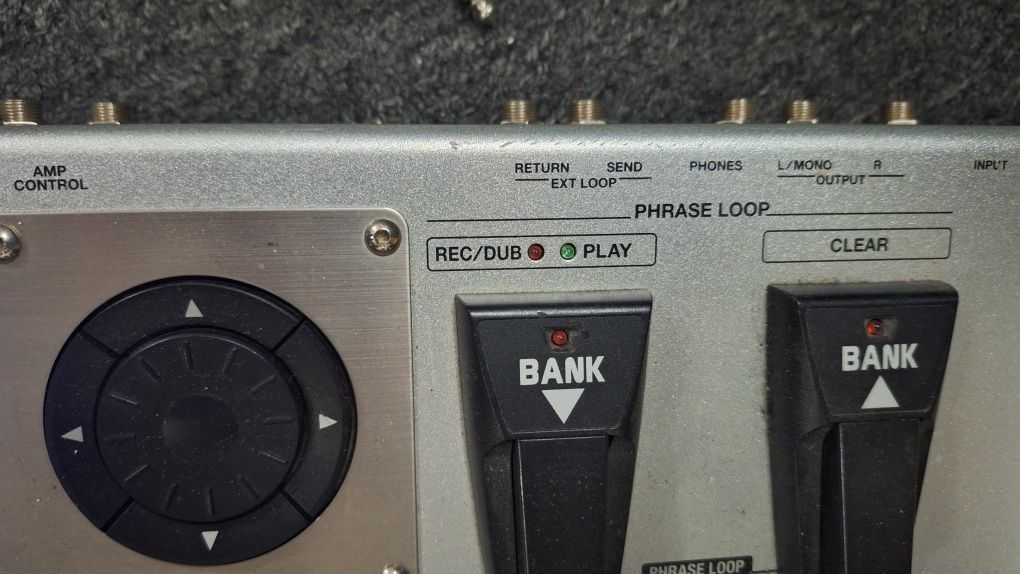 AMP
CONTROL
RETURN SEND
EXT LOOP
PHONES
L/MONO R
OUTPUT
INPUT
PHRASE LOOP
REC/DUB PLAY
CLEAR
BANK
BANK
PHRASE LOOP